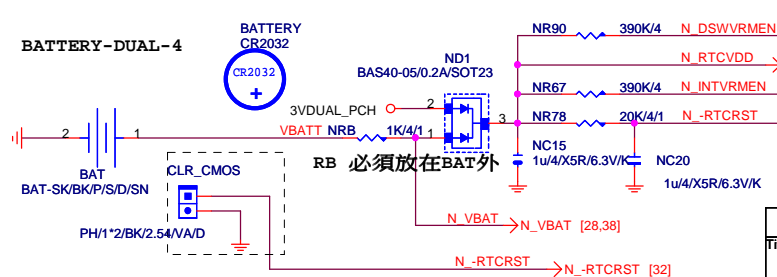 BATTERY-DUAL-4
BATTERY
CR2032
CR2032
+
ND1
BAS40-05/0.2A/SOT23
NR90 390K/4 N_DSWVRMEN
N_RTCVDD
NR67 390K/4 N_INTVRMEN
3VDUAL_PCH 2
3
NR78 20K/4/1 N_-RTCRST
2 1 VBATT NRB 1K/4/1 1
BAT
BAT-SK/BK/P/S/D/SN
RB 必須放在BAT外
NC15
1u/4/X5R/6.3V/K
NC20
1u/4/X5R/6.3V/K
CLR_CMOS
PH/1*2/BK/2.54/VA/D
N_VBAT N_VBAT [28,38]
N_-RTCRST N_-RTCRST [32]